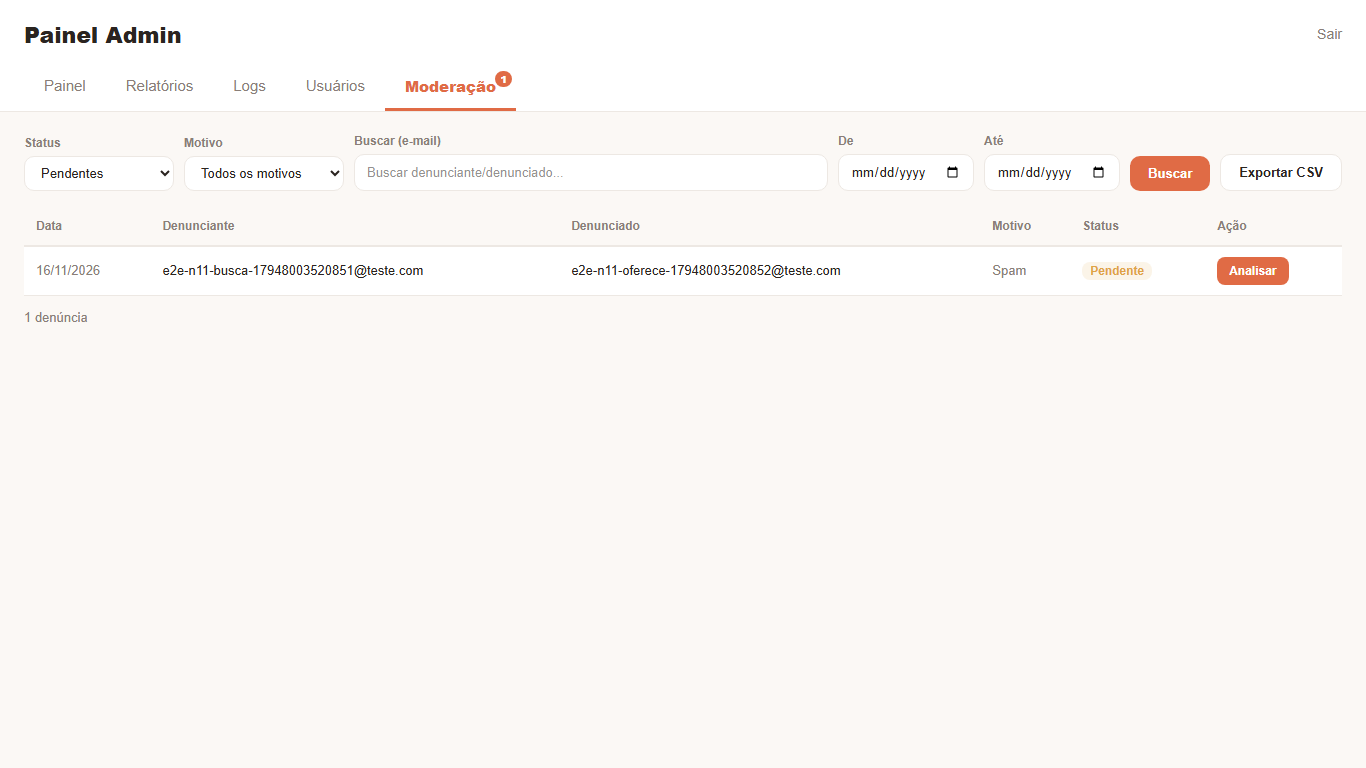 Painel Admin
Sair
Painel Relatórios Logs Usuários Moderação 1
Status Motivo Buscar (e-mail) De Até
Pendentes Todos os motivos Buscar denunciante/denunciado... mm/dd/yyyy mm/dd/yyyy Buscar Exportar CSV
Data Denunciante Denunciado Motivo Status Ação
16/11/2026 e2e-n11-busca-17948003520851@teste.com e2e-n11-oferece-17948003520852@teste.com Spam Pendente Analisar
1 denúncia